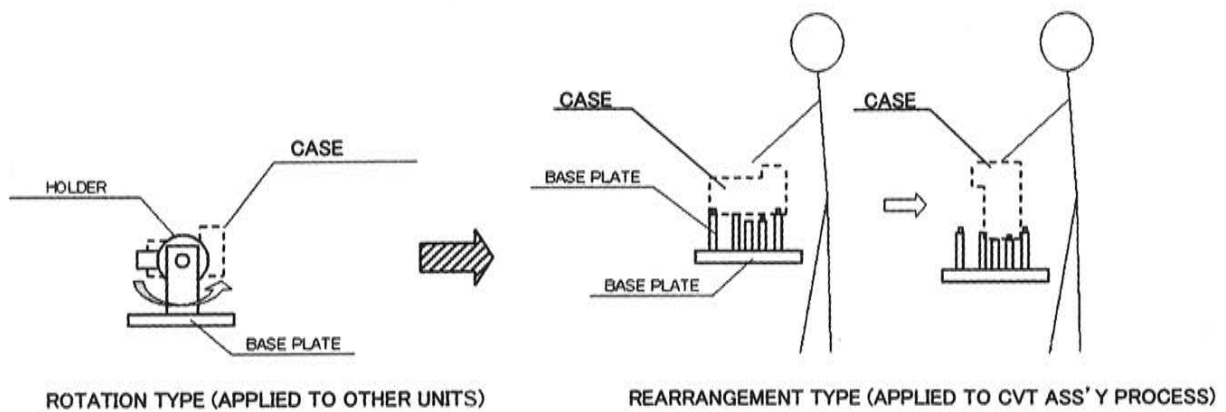 CASE
HOLDER
BASE PLATE
ROTATION TYPE (APPLIED TO OTHER UNITS)
CASE
BASE PLATE
BASE PLATE
CASE
REARRANGEMENT TYPE (APPLIED TO CVT ASS'Y PROCESS)